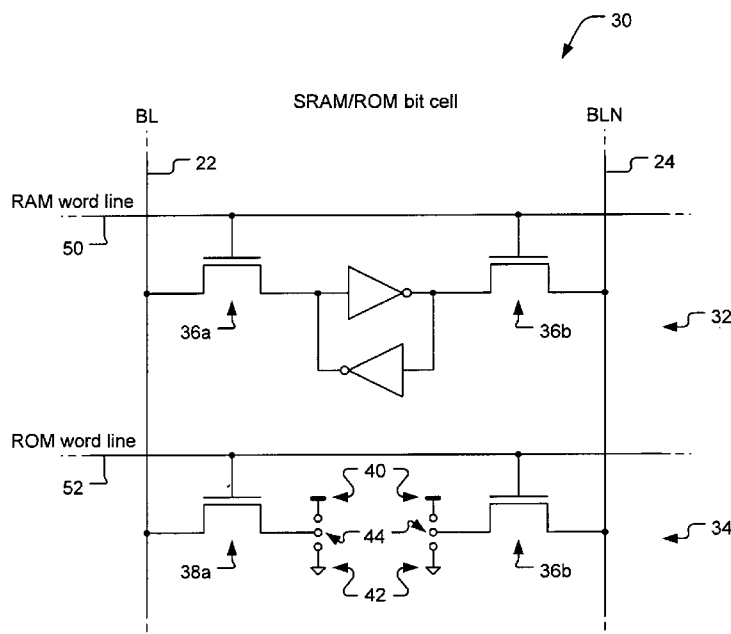 30
SRAM/ROM bit cell
BL
BLN
22
24
RAM word line
50
36a
36b
32
ROM word line
52
40
44
34
38a
36b
42